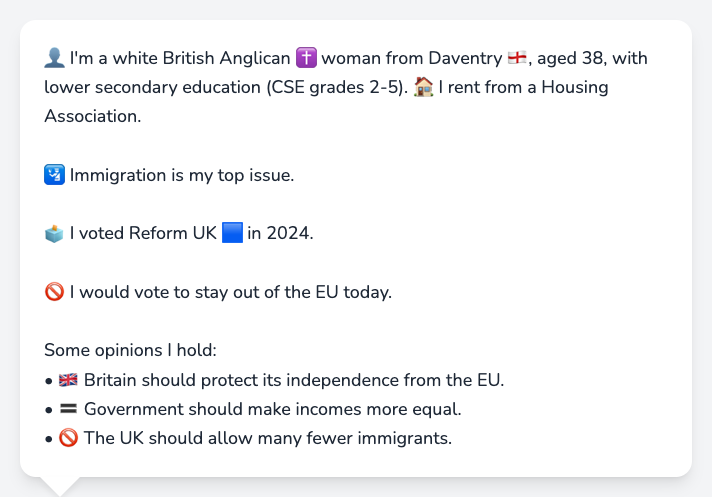 👤 I'm a white British Anglican ✝️ woman from Daventry 🏴󠁧󠁢󠁥󠁮󠁧󠁿, aged 38, with
lower secondary education (CSE grades 2-5). 🏠 I rent from a Housing
Association.
🛂 Immigration is my top issue.
🗳️ I voted Reform UK 🟦 in 2024.
🚫 I would vote to stay out of the EU today.
Some opinions I hold:
• 🇬🇧 Britain should protect its independence from the EU.
• 🟰 Government should make incomes more equal.
• 🚫 The UK should allow many fewer immigrants.